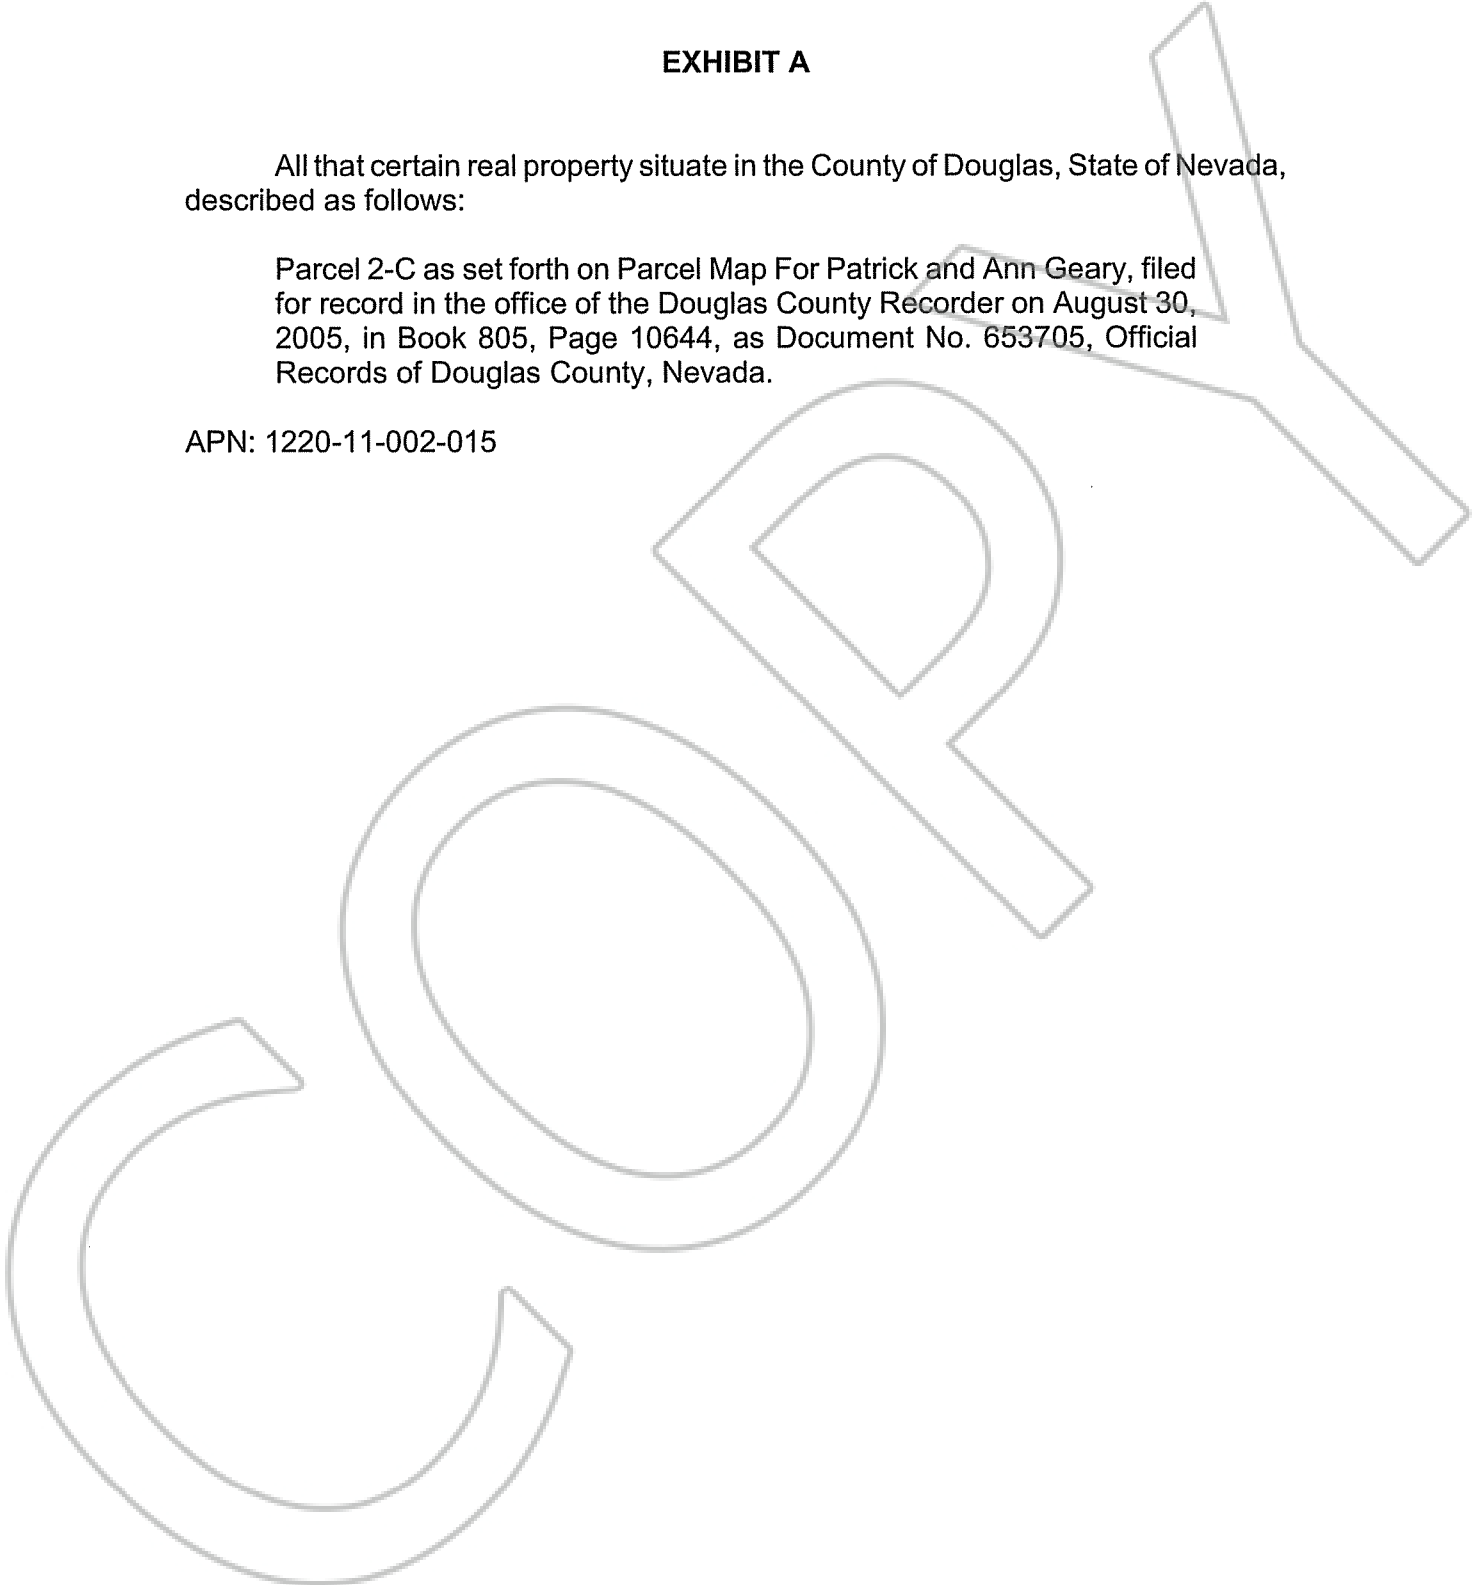 EXHIBIT A
All that certain real property situate in the County of Douglas, State of Nevada,
described as follows:
Parcel 2-C as set forth on Parcel Map For Patrick and Ann Geary, filed
for record in the office of the Douglas County Recorder on August 30,
2005, in Book 805, Page 10644, as Document No. 653705, Official
Records of Douglas County, Nevada.
APN: 1220-11-002-015
COPY